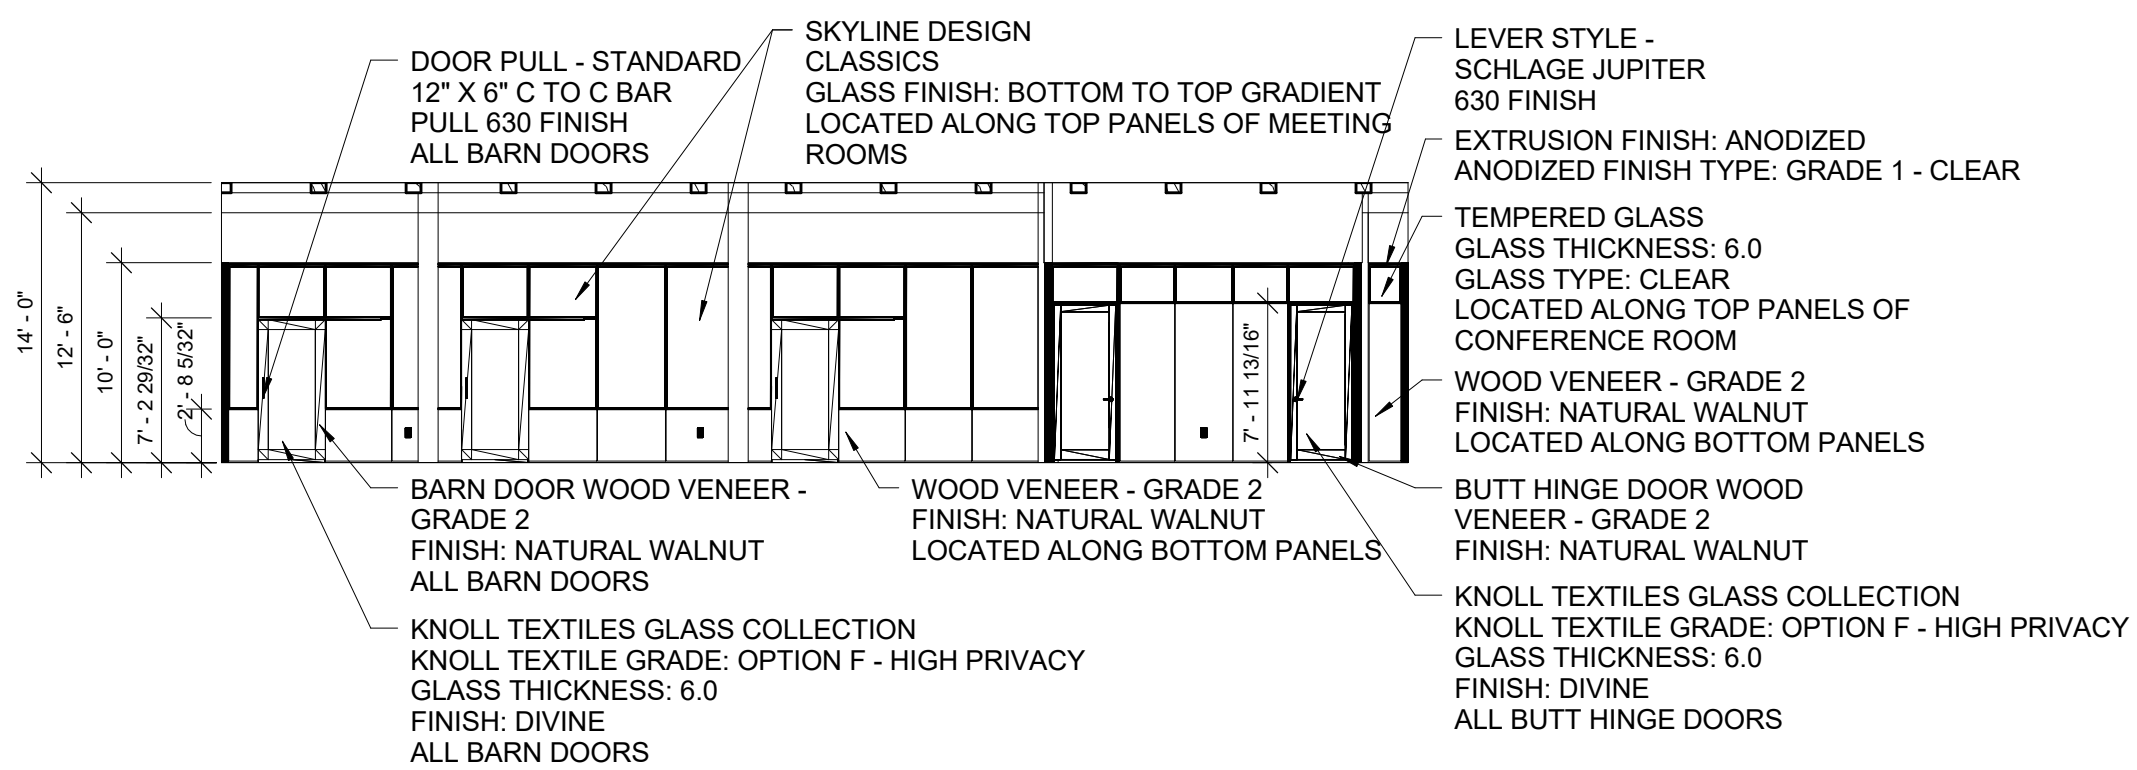 DOOR PULL - STANDARD
12" X 6" C TO C BAR
PULL 630 FINISH
ALL BARN DOORS
SKYLINE DESIGN
CLASSICS
GLASS FINISH: BOTTOM TO TOP GRADIENT
LOCATED ALONG TOP PANELS OF MEETING
ROOMS
LEVER STYLE -
SCHLAGE JUPITER
630 FINISH
EXTRUSION FINISH: ANODIZED
ANODIZED FINISH TYPE: GRADE 1 - CLEAR
TEMPERED GLASS
GLASS THICKNESS: 6.0
GLASS TYPE: CLEAR
LOCATED ALONG TOP PANELS OF
CONFERENCE ROOM
WOOD VENEER - GRADE 2
FINISH: NATURAL WALNUT
LOCATED ALONG BOTTOM PANELS
14' - 0"
12' - 6"
10' - 0"
7' - 2 29/32"
2' - 8 5/32"
7' - 11 13/16"
BARN DOOR WOOD VENEER -
GRADE 2
FINISH: NATURAL WALNUT
ALL BARN DOORS
WOOD VENEER - GRADE 2
FINISH: NATURAL WALNUT
LOCATED ALONG BOTTOM PANELS
BUTT HINGE DOOR WOOD
VENEER - GRADE 2
FINISH: NATURAL WALNUT
KNOLL TEXTILES GLASS COLLECTION
KNOLL TEXTILE GRADE: OPTION F - HIGH PRIVACY
GLASS THICKNESS: 6.0
FINISH: DIVINE
ALL BARN DOORS
KNOLL TEXTILES GLASS COLLECTION
KNOLL TEXTILE GRADE: OPTION F - HIGH PRIVACY
GLASS THICKNESS: 6.0
FINISH: DIVINE
ALL BUTT HINGE DOORS